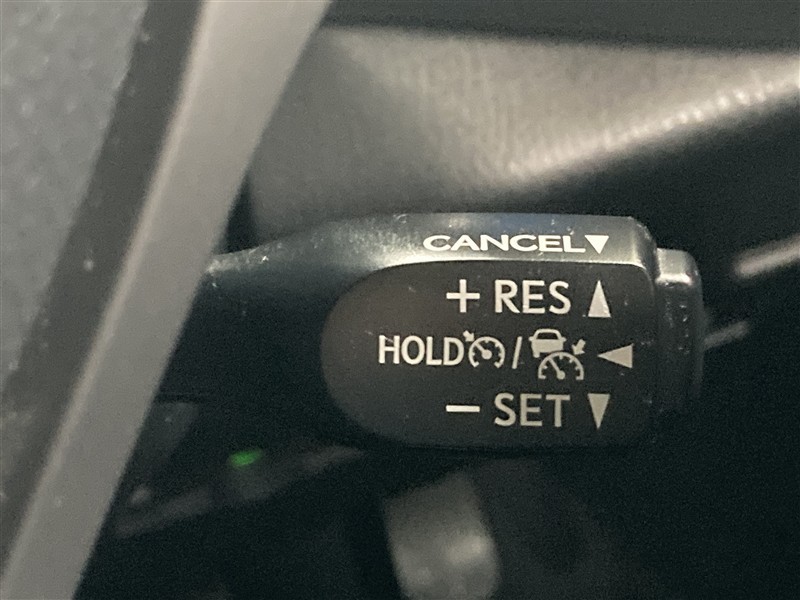 CANCEL▼
+ RES ▲
HOLD / ◀
− SET ▼